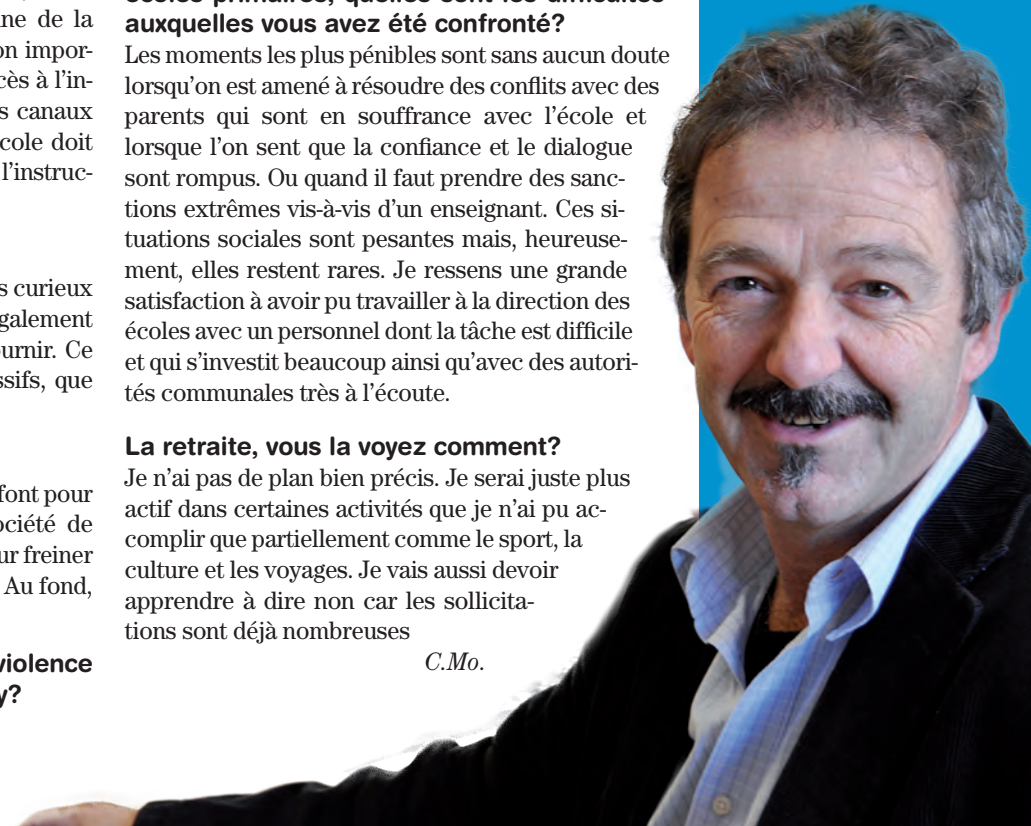 ne de la
on impor-
cès à l'in-
s canaux
cole doit
l'instruc-
s curieux
galement
urnir. Ce
ssifs, que
font pour
ociété de
ur freiner
Au fond,
violence
y?
écoles primaires, quelles sont les difficultés
auxquelles vous avez été confronté?
Les moments les plus pénibles sont sans aucun doute
lorsqu'on est amené à résoudre des conflits avec des
parents qui sont en souffrance avec l'école et
lorsque l'on sent que la confiance et le dialogue
sont rompus. Ou quand il faut prendre des sanc-
tions extrêmes vis-à-vis d'un enseignant. Ces si-
tuations sociales sont pesantes mais, heureuse-
ment, elles restent rares. Je ressens une grande
satisfaction à avoir pu travailler à la direction des
écoles avec un personnel dont la tâche est difficile
et qui s'investit beaucoup ainsi qu'avec des autori-
tés communales très à l'écoute.
La retraite, vous la voyez comment?
Je n'ai pas de plan bien précis. Je serai juste plus
actif dans certaines activités que je n'ai pu ac-
complir que partiellement comme le sport, la
culture et les voyages. Je vais aussi devoir
apprendre à dire non car les sollicita-
tions sont déjà nombreuses
C.Mo.